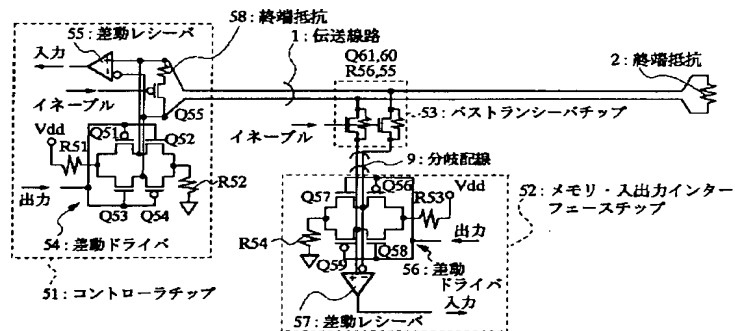 58:終端抵抗
55:差動レシーバ
1:伝送線路
入力
Q61,60
R56,55
2:終端抵抗
イネーブル
Q55
53:バストランシーバチップ
イネーブル
Vdd
Q51
Q52
R51
9:分岐配線
R52
出力
Q53
Q54
54:差動ドライバ
51:コントローラチップ
Q57
Q56
Vdd
R53
52:メモリ・入出力インター
フェースチップ
R54
Q59
Q58
出力
56:差動
ドライバ
入力
57:差動レシーバ